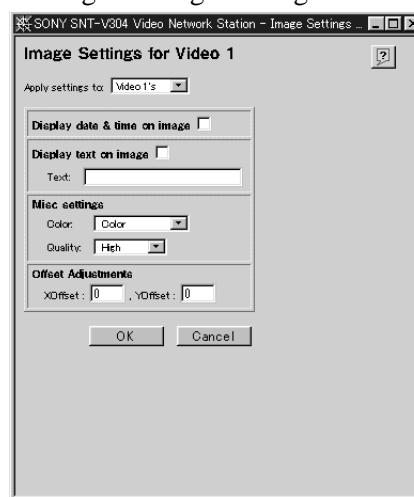 SONY SNT-V304 Video Network Station - Image Settings ...
Image Settings for Video 1
?
Apply settings to: Video 1's
Display date & time on image
Display text on image
Text:
Misc settings
Color: Color
Quality: High
Offset Adjustments
XOffset : 0 , YOffset : 0
OK Cancel